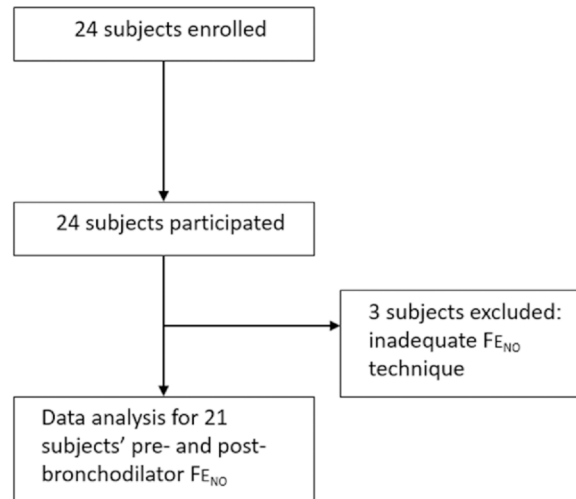 24 subjects enrolled
24 subjects participated
3 subjects excluded:
inadequate FENO
technique
Data analysis for 21
subjects' pre- and post-
bronchodilator FENO